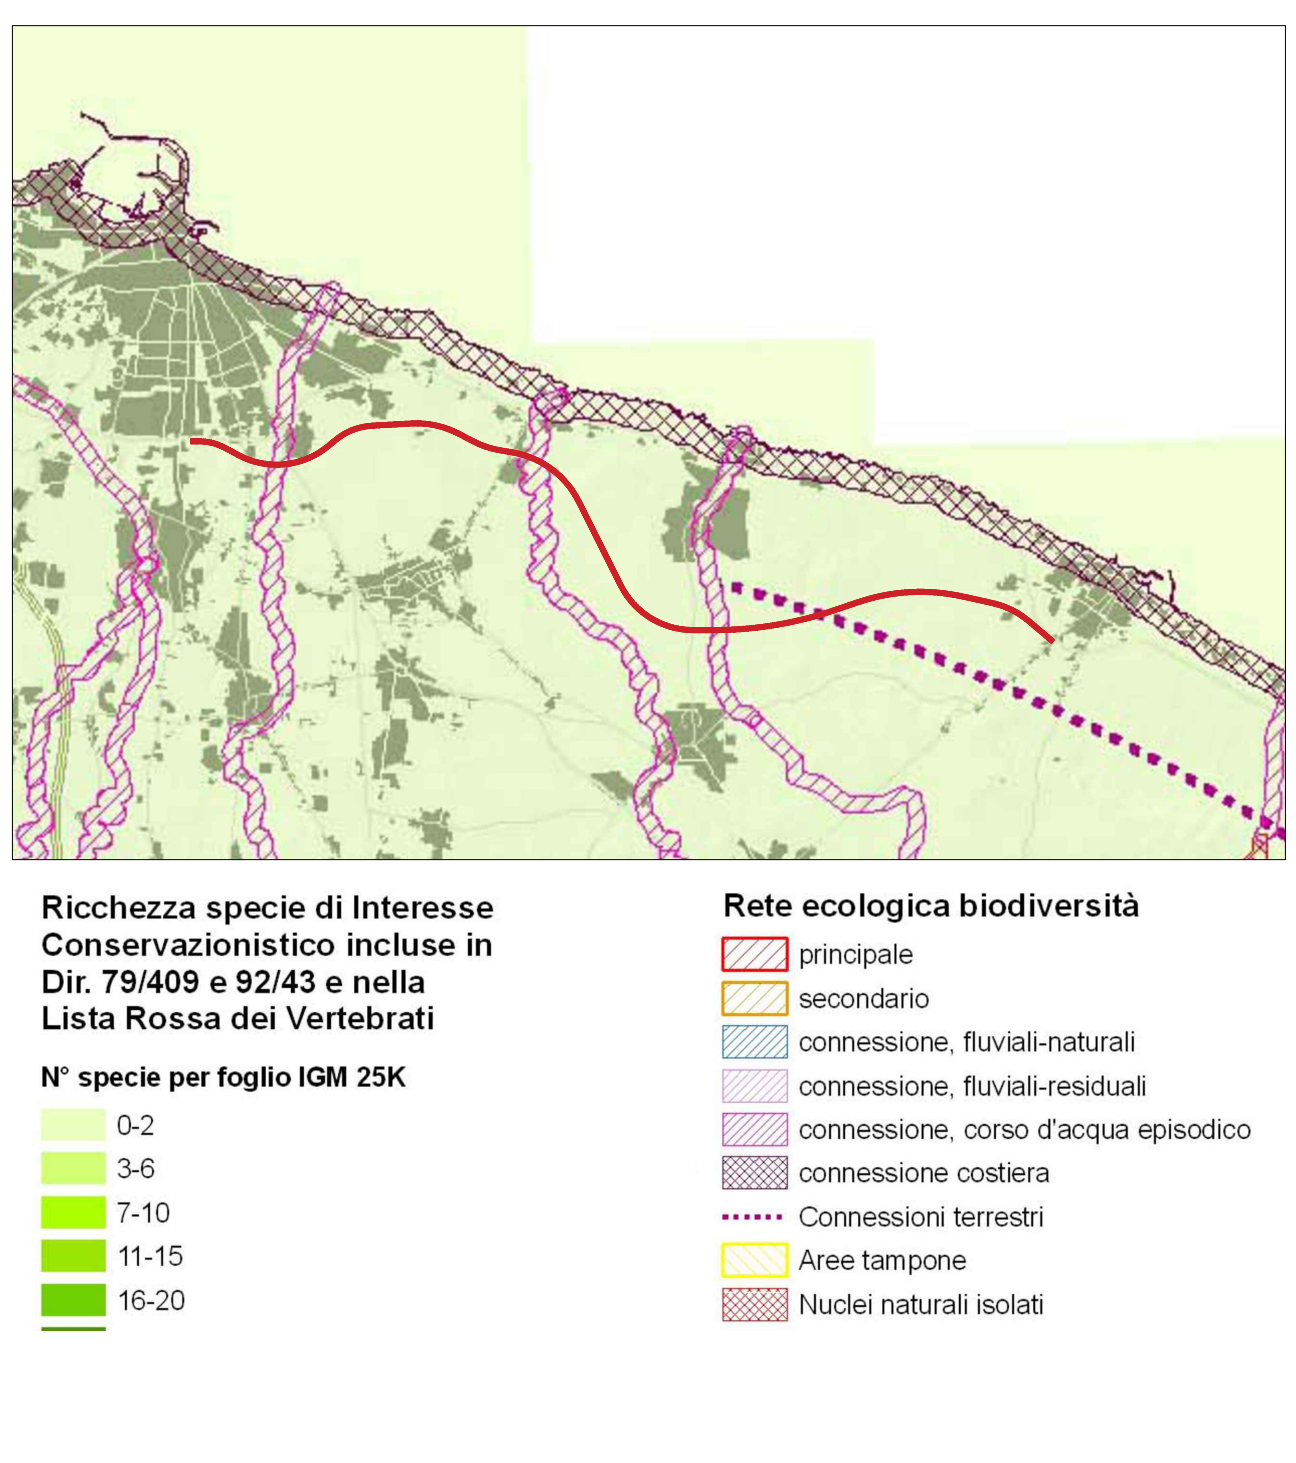 Ricchezza specie di Interesse
Conservazionistico incluse in
Dir. 79/409 e 92/43 e nella
Lista Rossa dei Vertebrati
N° specie per foglio IGM 25K
0-2
3-6
7-10
11-15
16-20
Rete ecologica biodiversità
principale
secondario
connessione, fluviali-naturali
connessione, fluviali-residuali
connessione, corso d'acqua episodico
connessione costiera
Connessioni terrestri
Aree tampone
Nuclei naturali isolati